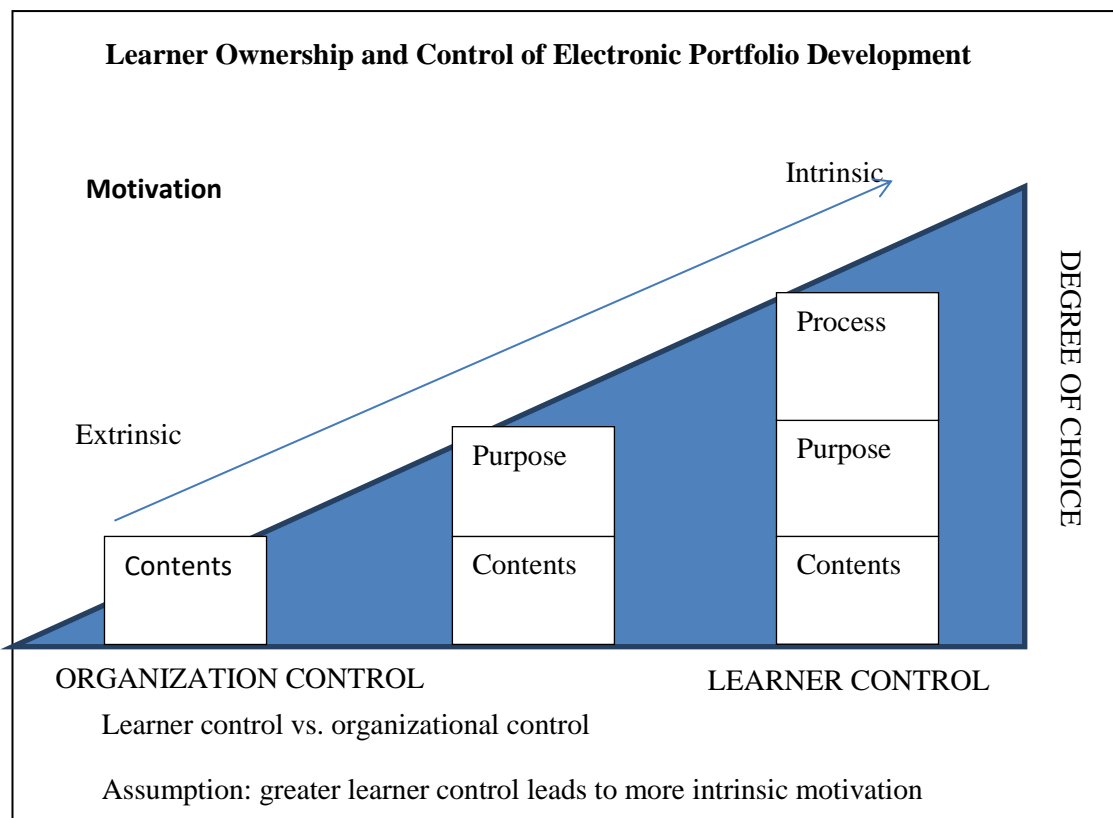 Learner Ownership and Control of Electronic Portfolio Development
Intrinsic
Motivation
Process
Extrinsic
Purpose
Purpose
Contents
Contents
Contents
DEGREE OF CHOICE
ORGANIZATION CONTROL
LEARNER CONTROL
Learner control vs. organizational control
Assumption: greater learner control leads to more intrinsic motivation